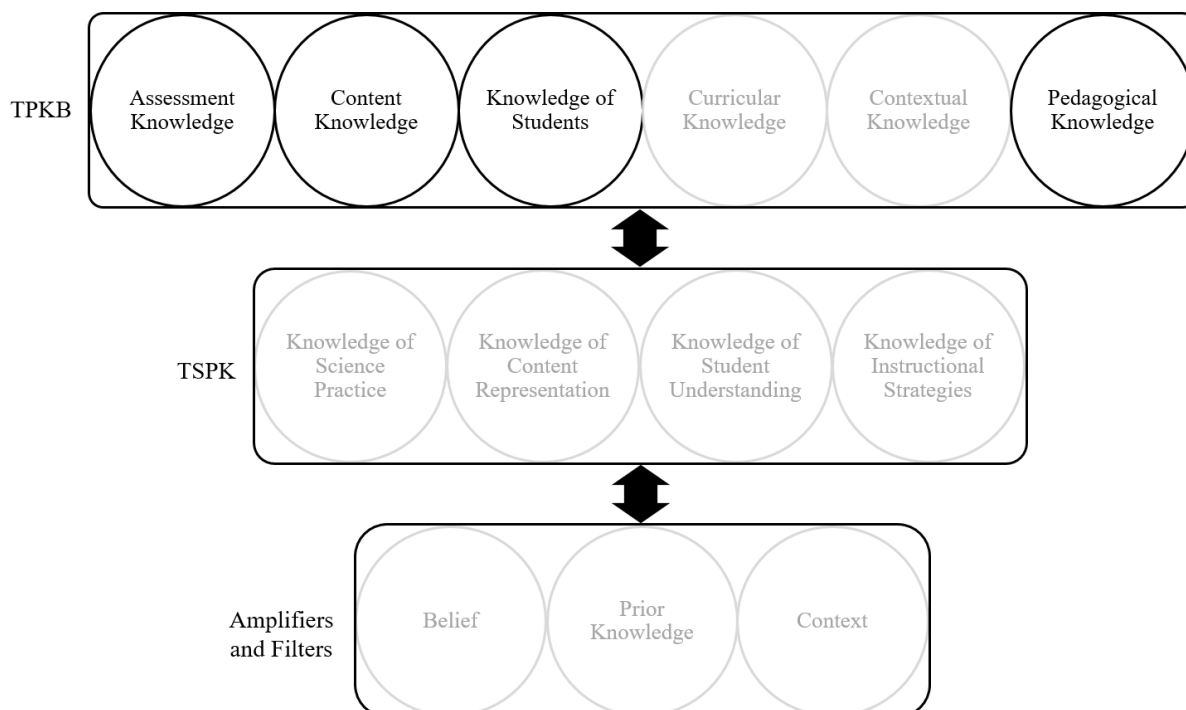 TPKB
Assessment
Knowledge
Content
Knowledge
Knowledge of
Students
Curricular
Knowledge
Contextual
Knowledge
Pedagogical
Knowledge
TSPK
Knowledge of
Science
Practice
Knowledge of
Content
Representation
Knowledge of
Student
Understanding
Knowledge of
Instructional
Strategies
Amplifiers
and Filters
Belief
Prior
Knowledge
Context